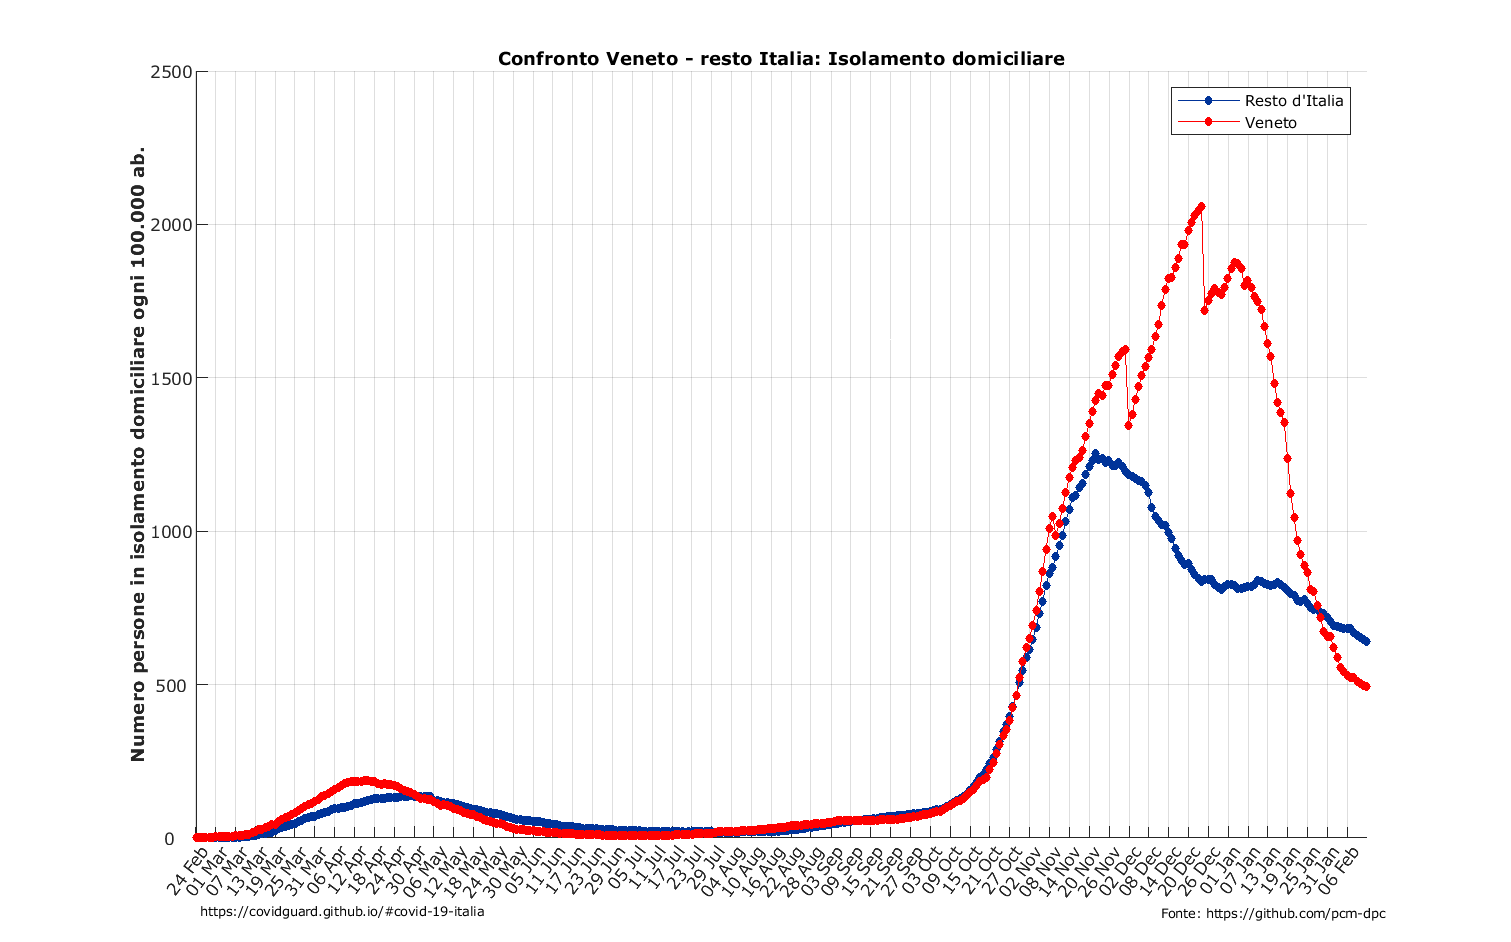 Confronto Veneto - resto Italia: Isolamento domiciliare
Resto d'Italia
Veneto
Numero persone in isolamento domiciliare ogni 100.000 ab.
2500
2000
1500
1000
500
0
24 Feb
01 Mar
07 Mar
13 Mar
19 Mar
25 Mar
31 Mar
06 Apr
12 Apr
18 Apr
24 Apr
30 Apr
06 May
12 May
18 May
24 May
30 May
05 Jun
11 Jun
17 Jun
23 Jun
29 Jun
05 Jul
11 Jul
17 Jul
23 Jul
29 Jul
04 Aug
10 Aug
16 Aug
22 Aug
28 Aug
03 Sep
09 Sep
15 Sep
21 Sep
27 Sep
03 Oct
09 Oct
15 Oct
21 Oct
27 Oct
02 Nov
08 Nov
14 Nov
20 Nov
26 Nov
02 Dec
08 Dec
14 Dec
20 Dec
26 Dec
01 Jan
07 Jan
13 Jan
19 Jan
25 Jan
31 Jan
06 Feb
https://covidguard.github.io/#covid-19-italia
Fonte: https://github.com/pcm-dpc